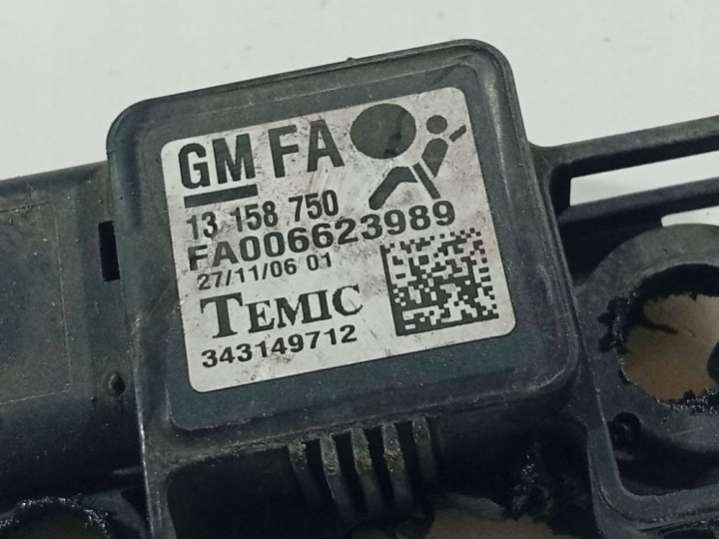 GM FA
13 158 750
FA006623989
27/11/06 01
TEMIC
343149712